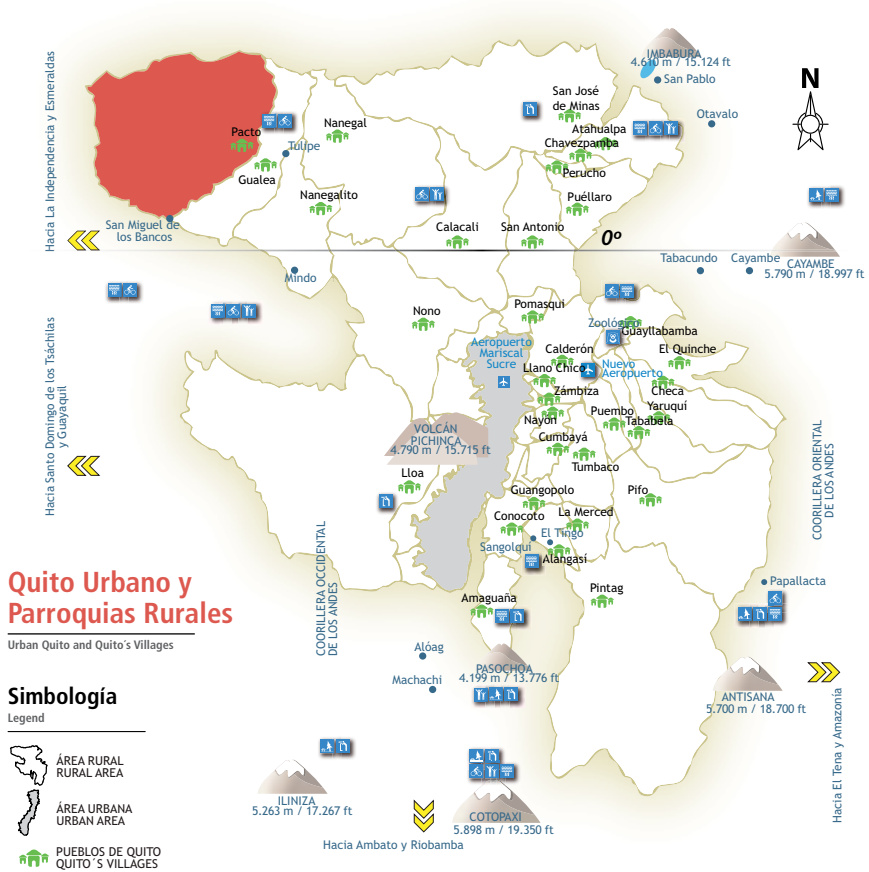 IMBABURA
4.610 m / 15.124 ft
San Pablo
N
Otavalo
San José
de Minas
Atahualpa
Chavezpamba
Perucho
Puéllaro
Pacto
Nanegal
Tulipe
Gualea
Nanegalito
San Miguel de
los Bancos
Calacali
San Antonio
0º
Hacia La Independencia y Esmeraldas
Tabacundo
Cayambe
CAYAMBE
5.790 m / 18.997 ft
Mindo
Nono
Pomasqui
Zoológico
Guayllabamba
Aeropuerto
Mariscal
Sucre
Calderón
El Quinche
Llano Chico
Nuevo
Aeropuerto
Zámbiza
Checa
Yaruquí
Nayón
Puembo
Tababela
Cumbayá
Tumbaco
VOLCÁN
PICHINCA
4.790 m / 15.715 ft
Lloa
Hacia Santo Domingo de los Tsáchilas
y Guayaquil
COORILLERA ORIENTAL
DE LOS ANDES
Guangopolo
Pifo
Conocoto
La Merced
El Tingo
Sangolquí
Alangasí
COORILLERA OCCIDENTAL
DE LOS ANDES
Papallacta
Pintag
Amaguaña
Quito Urbano y
Parroquias Rurales
Urban Quito and Quito´s Villages
Alóag
Machachi
PASOCHOA
4.199 m / 13.776 ft
ANTISANA
5.700 m / 18.700 ft
Hacia El Tena y Amazonía
Simbología
Legend
ÁREA RURAL
RURAL AREA
ÁREA URBANA
URBAN AREA
PUEBLOS DE QUITO
QUITO´S VILLAGES
ILINIZA
5.263 m / 17.267 ft
COTOPAXI
5.898 m / 19.350 ft
Hacia Ambato y Riobamba